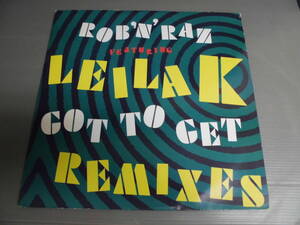 ROB'N'RAZ
FEATURING
LEILA K
GOT TO GET
REMIXES